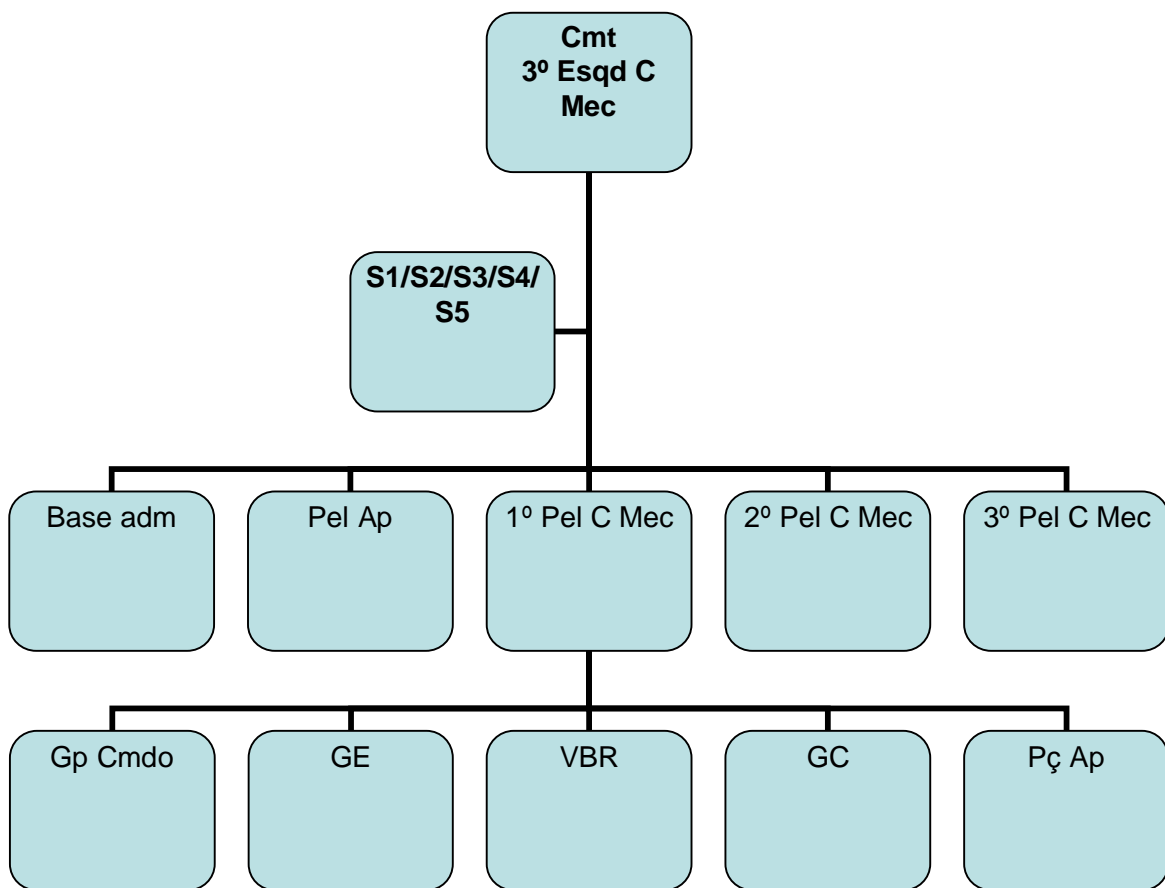 Cmt
3º Esqd C
Mec
S1/S2/S3/S4/
S5
Base adm
Pel Ap
1º Pel C Mec
2º Pel C Mec
3º Pel C Mec
Gp Cmdo
GE
VBR
GC
Pç Ap